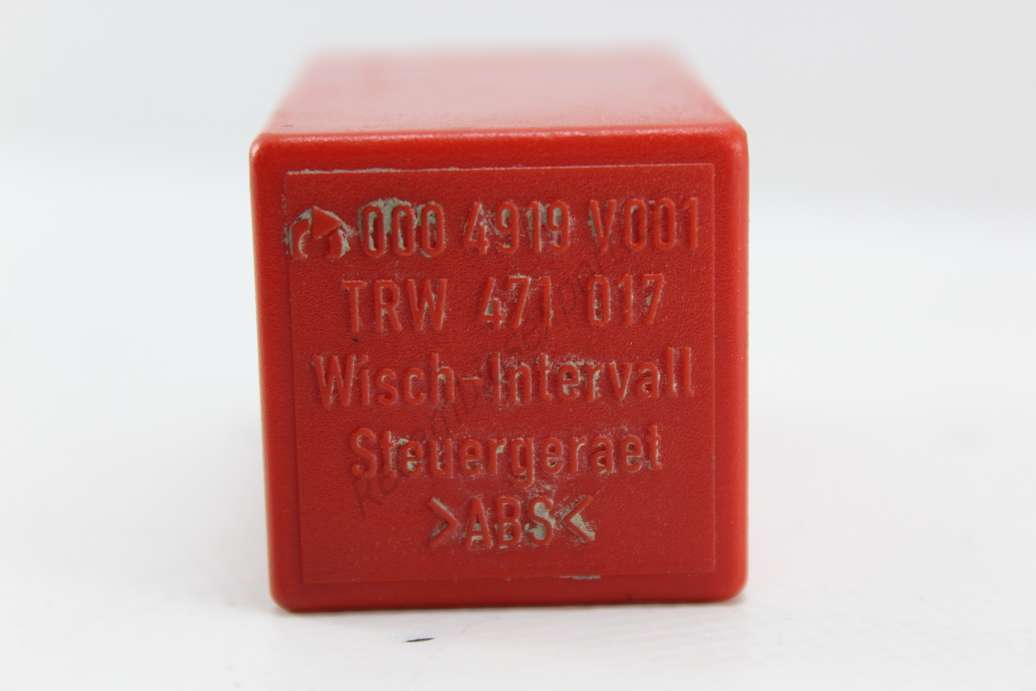 000 4919 V001
TRW 471 017
Wisch-Intervall
Steuergeraet
>ABS<